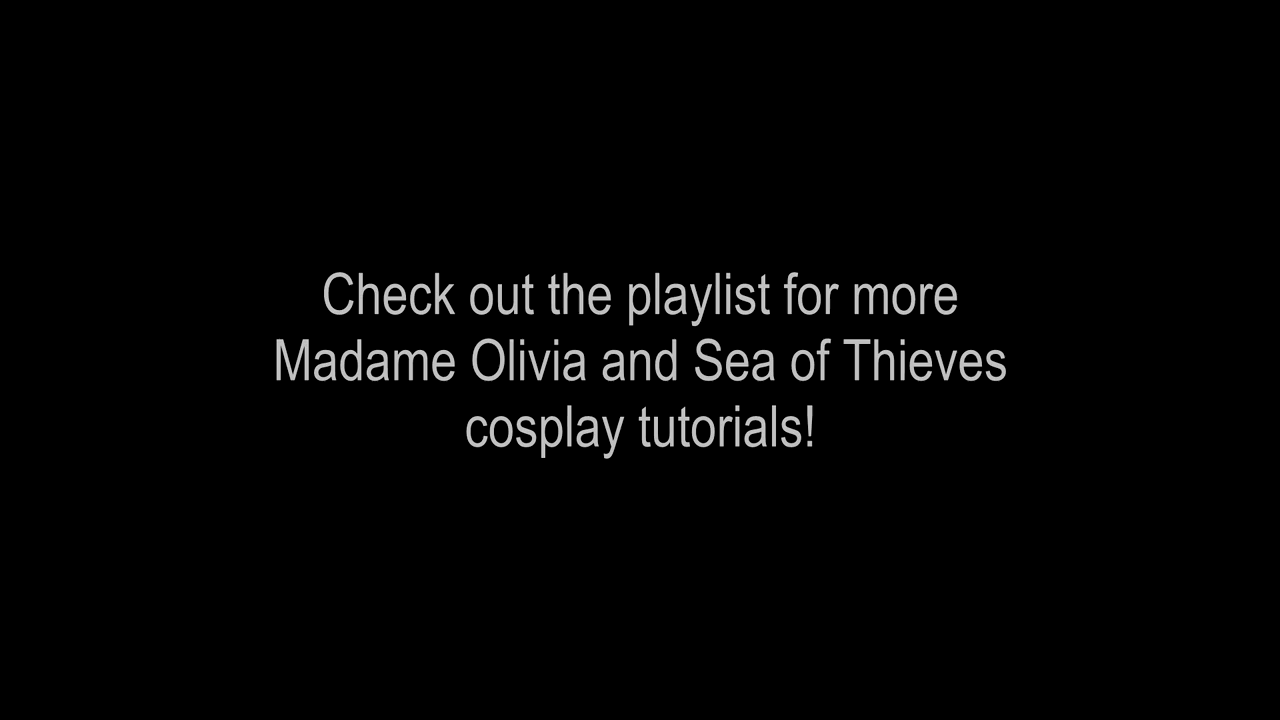 Check out the playlist for more
Madame Olivia and Sea of Thieves
cosplay tutorials!